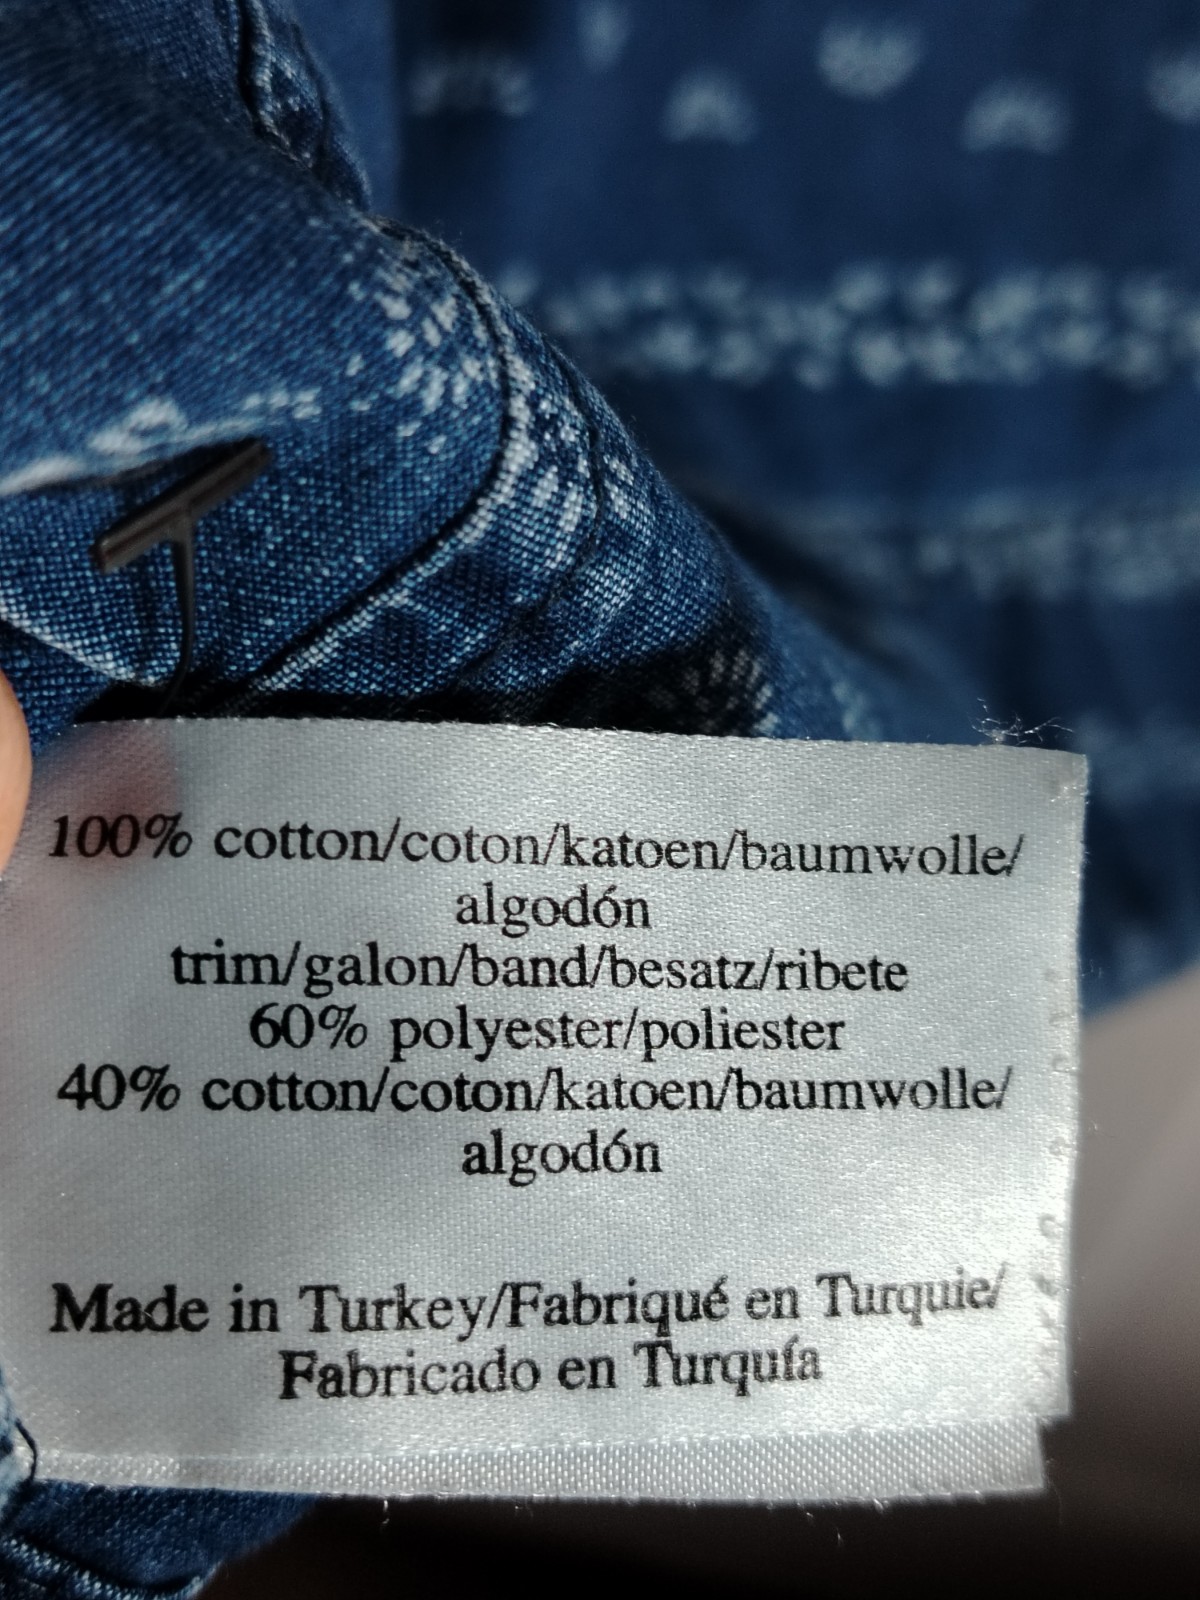 100% cotton/coton/katoen/baumwolle/
algodón
trim/galon/band/besatz/ribete
60% polyester/poliester
40% cotton/coton/katoen/baumwolle/
algodón
Made in Turkey/Fabriqué en Turquie/
Fabricado en Turquía